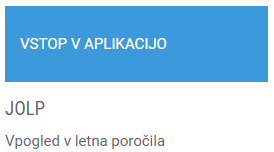 VSTOP V APLIKACIJO
JOLP
Vpogled v letna poročila